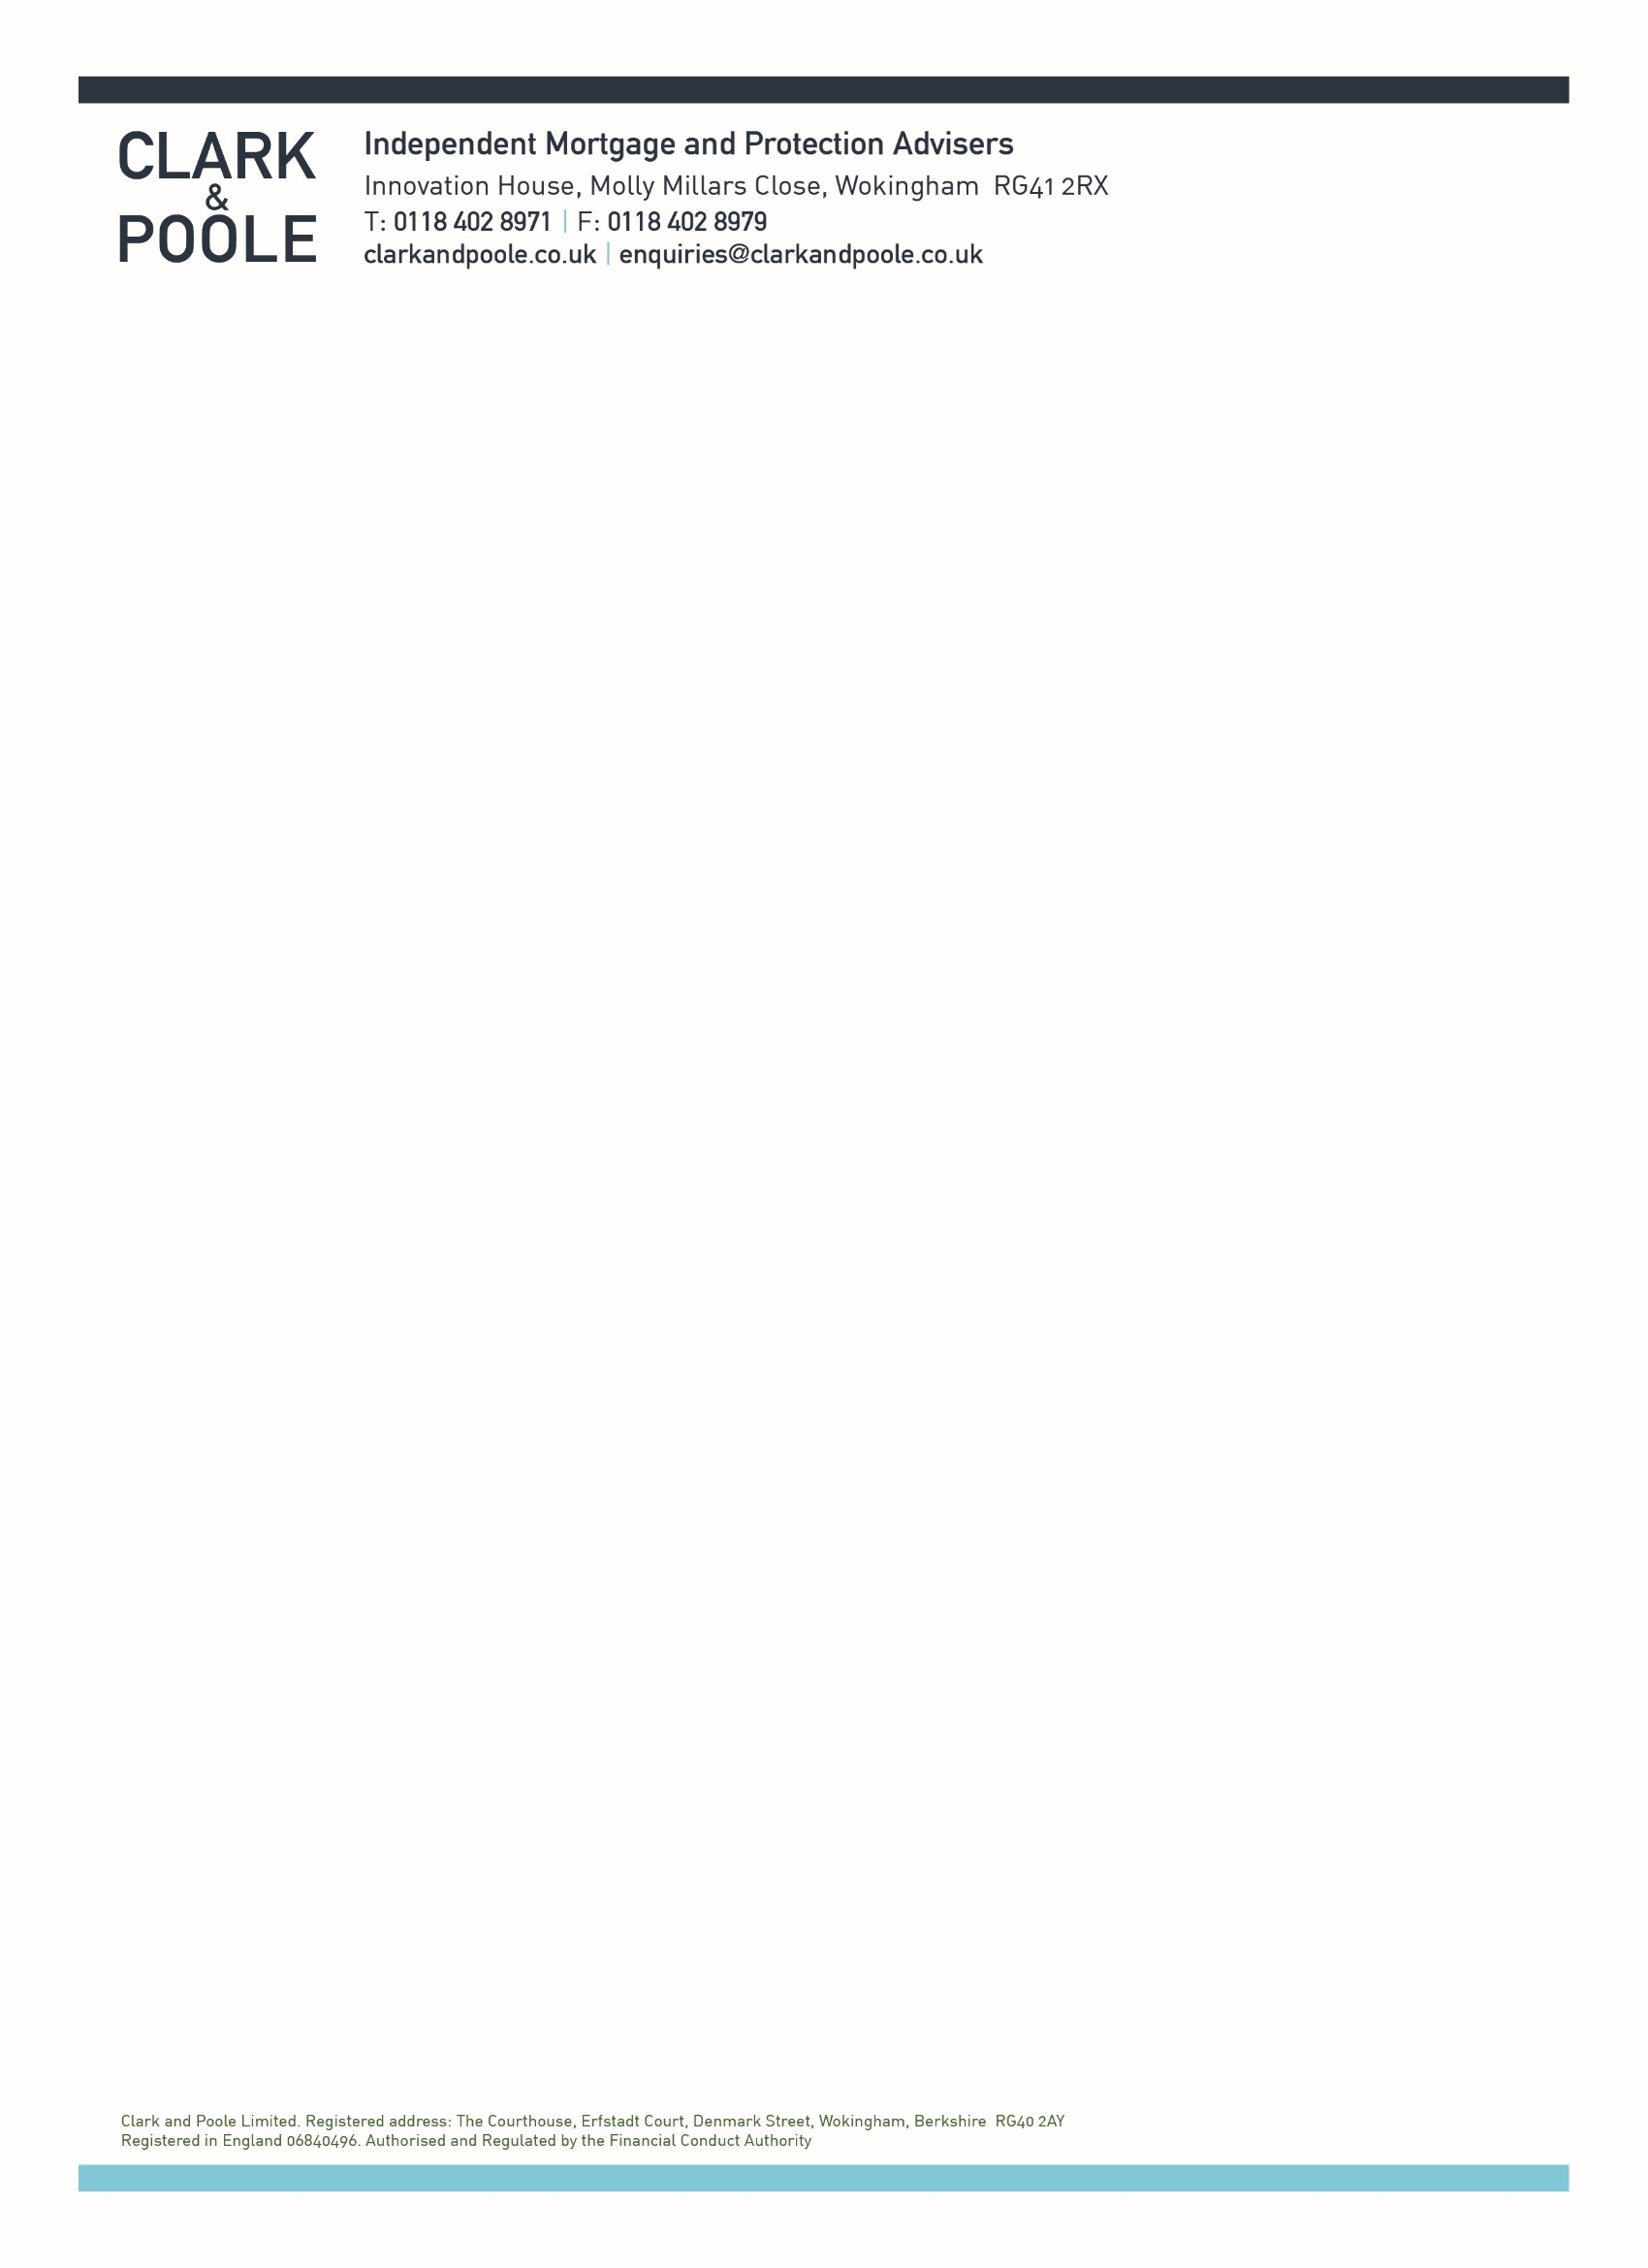 CLARK
&
POOLE
Independent Mortgage and Protection Advisers
Innovation House, Molly Millars Close, Wokingham  RG41 2RX
T: 0118 402 8971 | F: 0118 402 8979
clarkandpoole.co.uk | enquiries@clarkandpoole.co.uk
Clark and Poole Limited. Registered address: The Courthouse, Erfstadt Court, Denmark Street, Wokingham, Berkshire  RG40 2AY
Registered in England 06840496. Authorised and Regulated by the Financial Conduct Authority